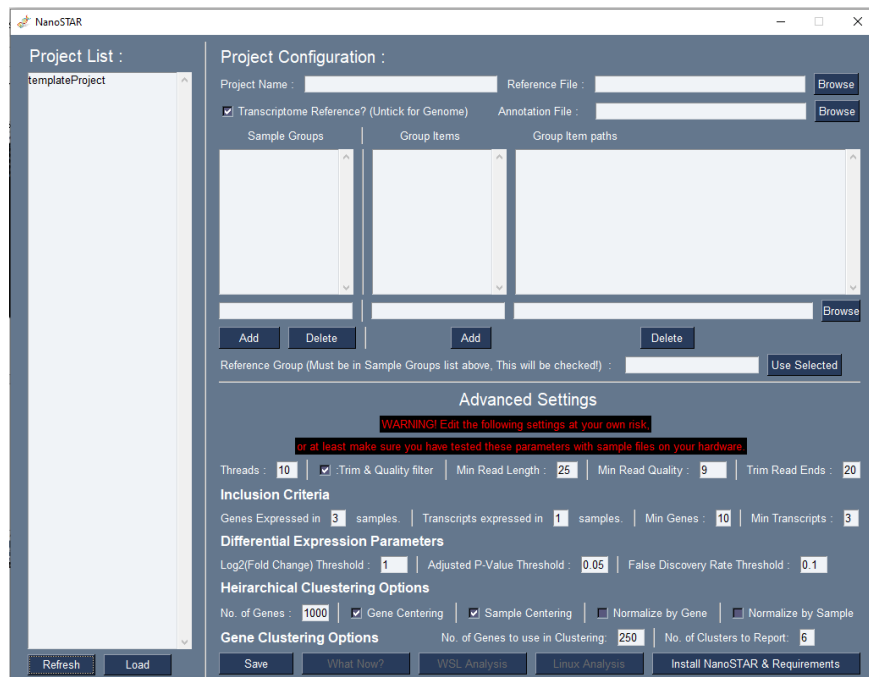 NanoSTAR
Project List :
templateProject
Refresh
Load
Project Configuration :
Project Name :
Reference File :
Browse
Transcriptome Reference? (Untick for Genome)
Annotation File :
Browse
Sample Groups
Group Items
Group Item paths
Browse
Add
Delete
Add
Delete
Reference Group (Must be in Sample Groups list above, This will be checked!) :
Use Selected
Advanced Settings
WARNING! Edit the following settings at your own risk,
or at least make sure you have tested these parameters with sample files on your hardware.
Threads : 10
:Trim & Quality filter
Min Read Length : 25
Min Read Quality : 9
Trim Read Ends : 20
Inclusion Criteria
Genes Expressed in 3 samples.
Transcripts expressed in 1 samples.
Min Genes : 10
Min Transcripts : 3
Differential Expression Parameters
Log2(Fold Change) Threshold : 1
Adjusted P-Value Threshold : 0.05
False Discovery Rate Threshold : 0.1
Heirarchical Cluestering Options
No. of Genes : 1000
Gene Centering
Sample Centering
Normalize by Gene
Normalize by Sample
Gene Clustering Options
No. of Genes to use in Clustering: 250
No. of Clusters to Report: 6
Save
What Now?
WSL Analysis
Linux Analysis
Install NanoSTAR & Requirements